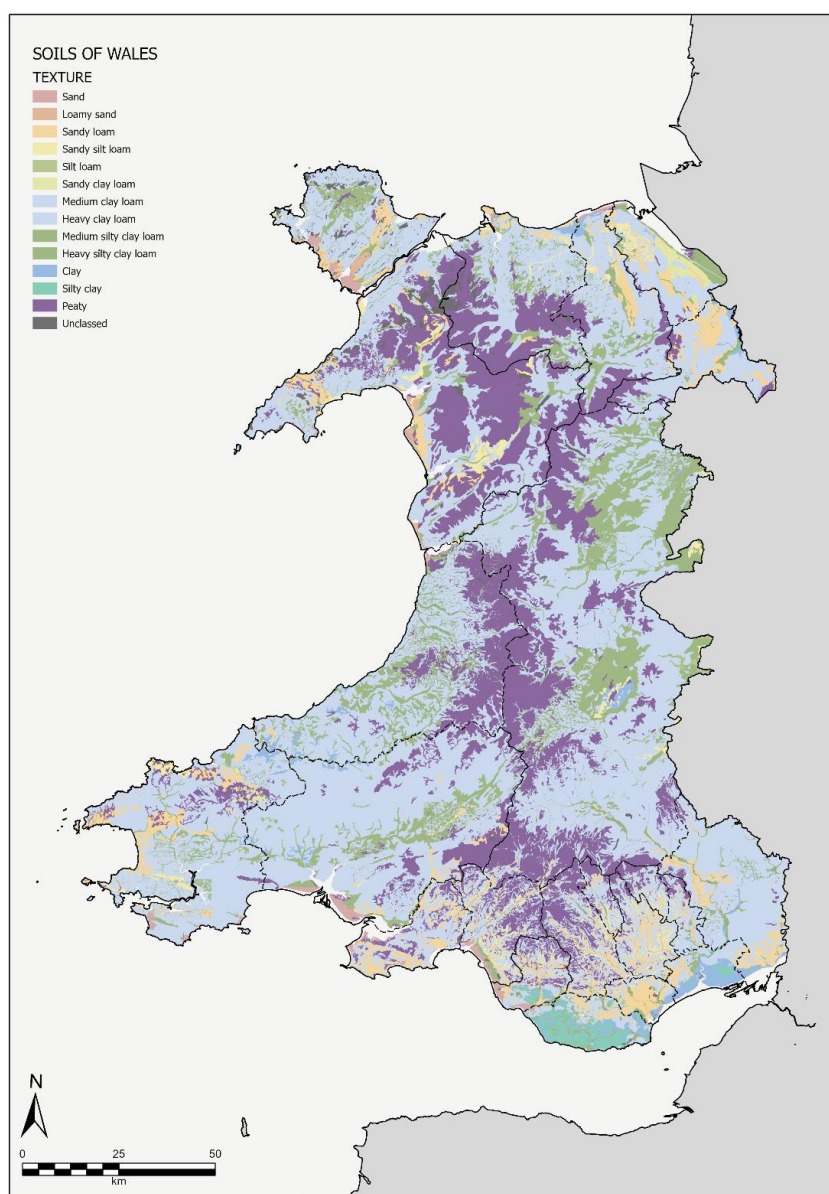 SOILS OF WALES
TEXTURE
Sand
Loamy sand
Sandy loam
Sandy silt loam
Silt loam
Sandy clay loam
Medium clay loam
Heavy clay loam
Medium silty clay loam
Heavy silty clay loam
Clay
Silty clay
Peaty
Unclassed
N
0 25 50
km